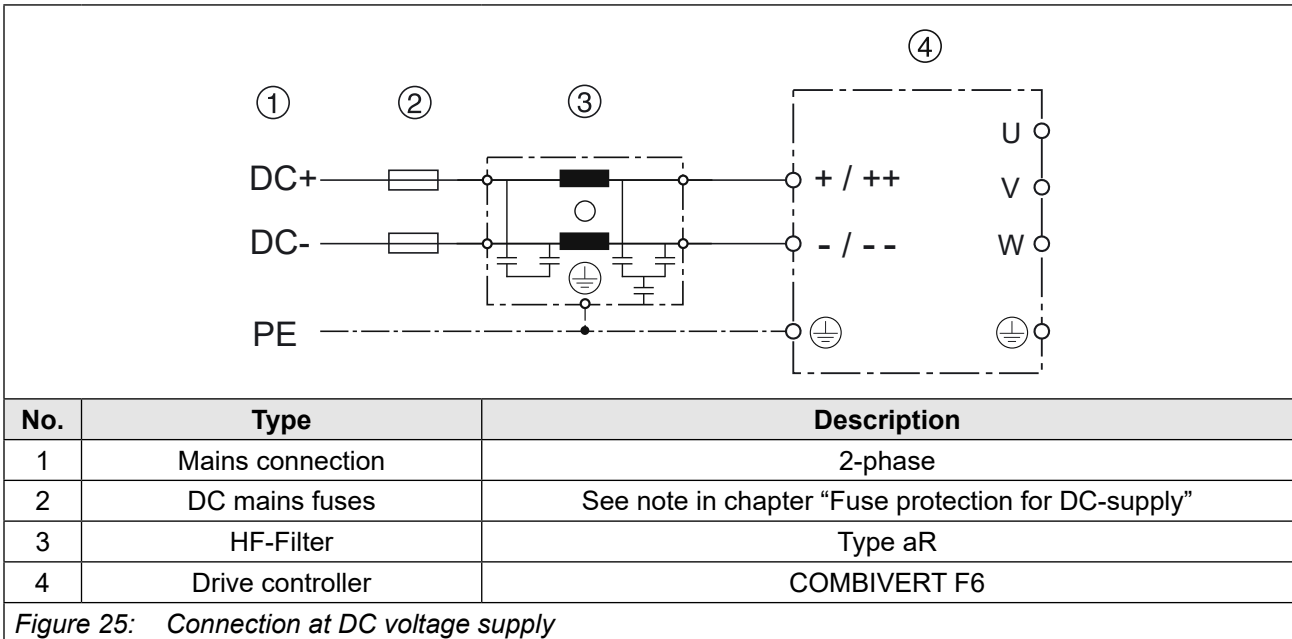 ① ② ③ ④
DC+
DC-
PE
+ / ++
- / - -
U
V
W
No. Type Description
1 Mains connection 2-phase
2 DC mains fuses See note in chapter “Fuse protection for DC-supply”
3 HF-Filter Type aR
4 Drive controller COMBIVERT F6
Figure 25: Connection at DC voltage supply